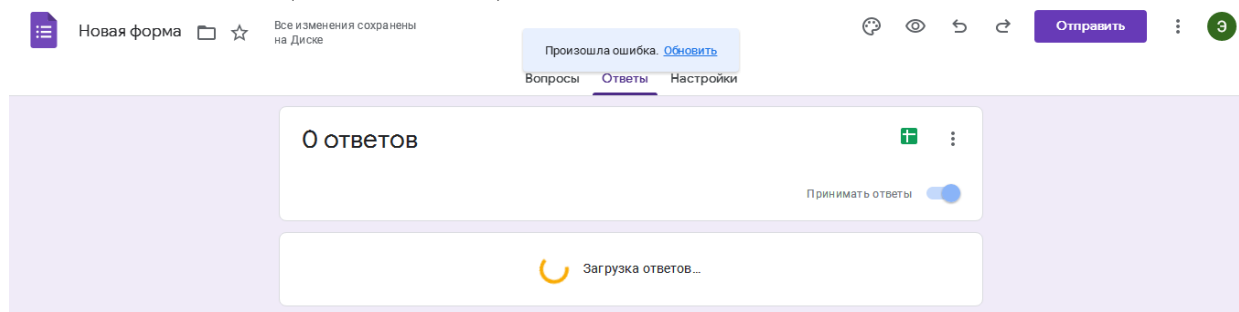 Новая форма
Все изменения сохранены
на Диске
Произошла ошибка. Обновить
Отправить
Э
Вопросы Ответы Настройки
0 ответов
Принимать ответы
Загрузка ответов...